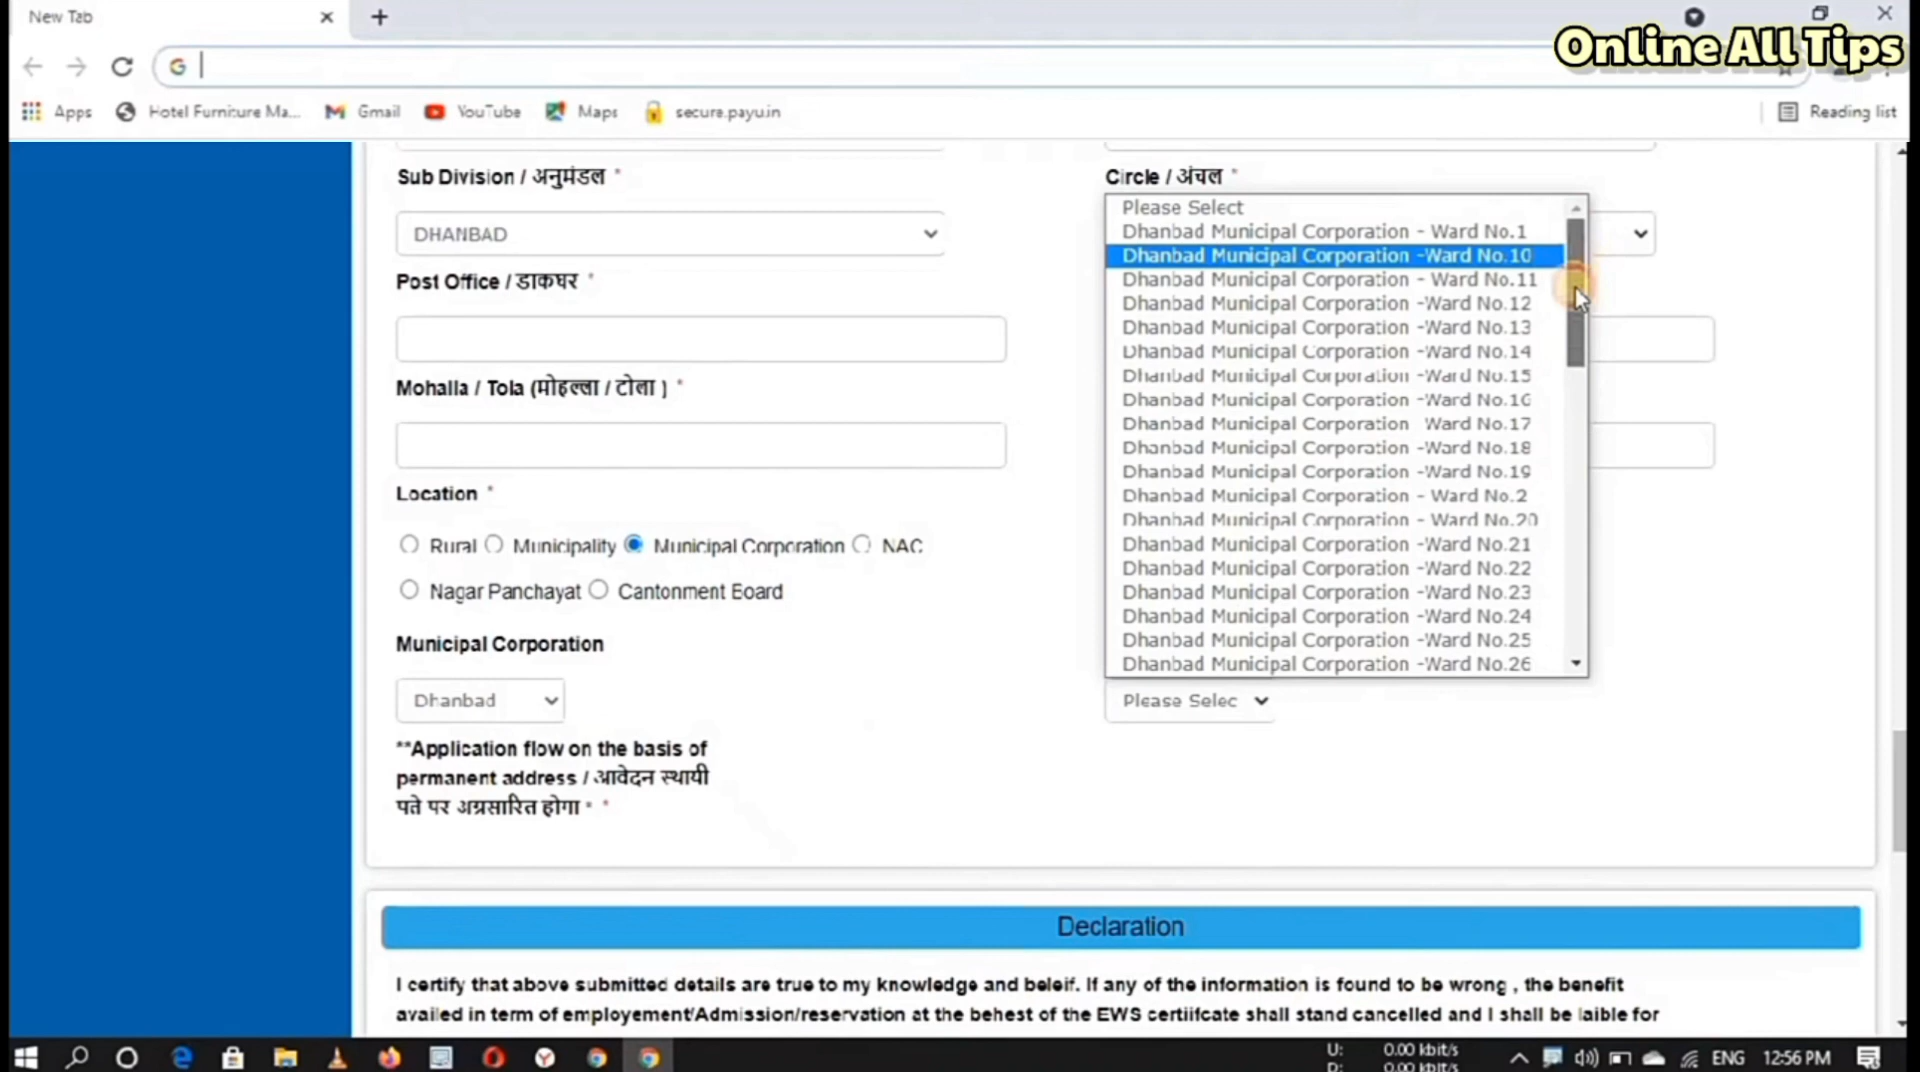 New Tab
Online All Tips
Apps Hotel Furniture Ma... Gmail YouTube Maps secure.payu.in Reading list
Sub Division / अनुमंडल *
Circle / अंचल *
DHANBAD
Please Select
Dhanbad Municipal Corporation - Ward No.1
Dhanbad Municipal Corporation -Ward No.10
Dhanbad Municipal Corporation - Ward No.11
Dhanbad Municipal Corporation -Ward No.12
Dhanbad Municipal Corporation -Ward No.13
Dhanbad Municipal Corporation -Ward No.14
Dhanbad Municipal Corporation -Ward No.15
Dhanbad Municipal Corporation -Ward No.16
Dhanbad Municipal Corporation Ward No.17
Dhanbad Municipal Corporation -Ward No.18
Dhanbad Municipal Corporation -Ward No.19
Dhanbad Municipal Corporation - Ward No.2
Dhanbad Municipal Corporation - Ward No.20
Dhanbad Municipal Corporation -Ward No.21
Dhanbad Municipal Corporation -Ward No.22
Dhanbad Municipal Corporation -Ward No.23
Dhanbad Municipal Corporation -Ward No.24
Dhanbad Municipal Corporation -Ward No.25
Dhanbad Municipal Corporation -Ward No.26
Post Office / डाकघर *
Mohalla / Tola (मोहल्ला / टोला ) *
Location *
Rural Municipality Municipal Corporation NAC
Nagar Panchayat Cantonment Board
Municipal Corporation
Dhanbad
Please Selec
**Application flow on the basis of
permanent address / आवेदन स्थायी
पते पर अग्रसारित होगा * *
Declaration
I certify that above submitted details are true to my knowledge and beleif. If any of the information is found to be wrong , the benefit
availed in term of employement/Admission/reservation at the behest of the EWS certiifcate shall stand cancelled and I shall be laible for
U: 0.00 kbit/s
D: 0.00 kbit/s
ENG 12:56 PM